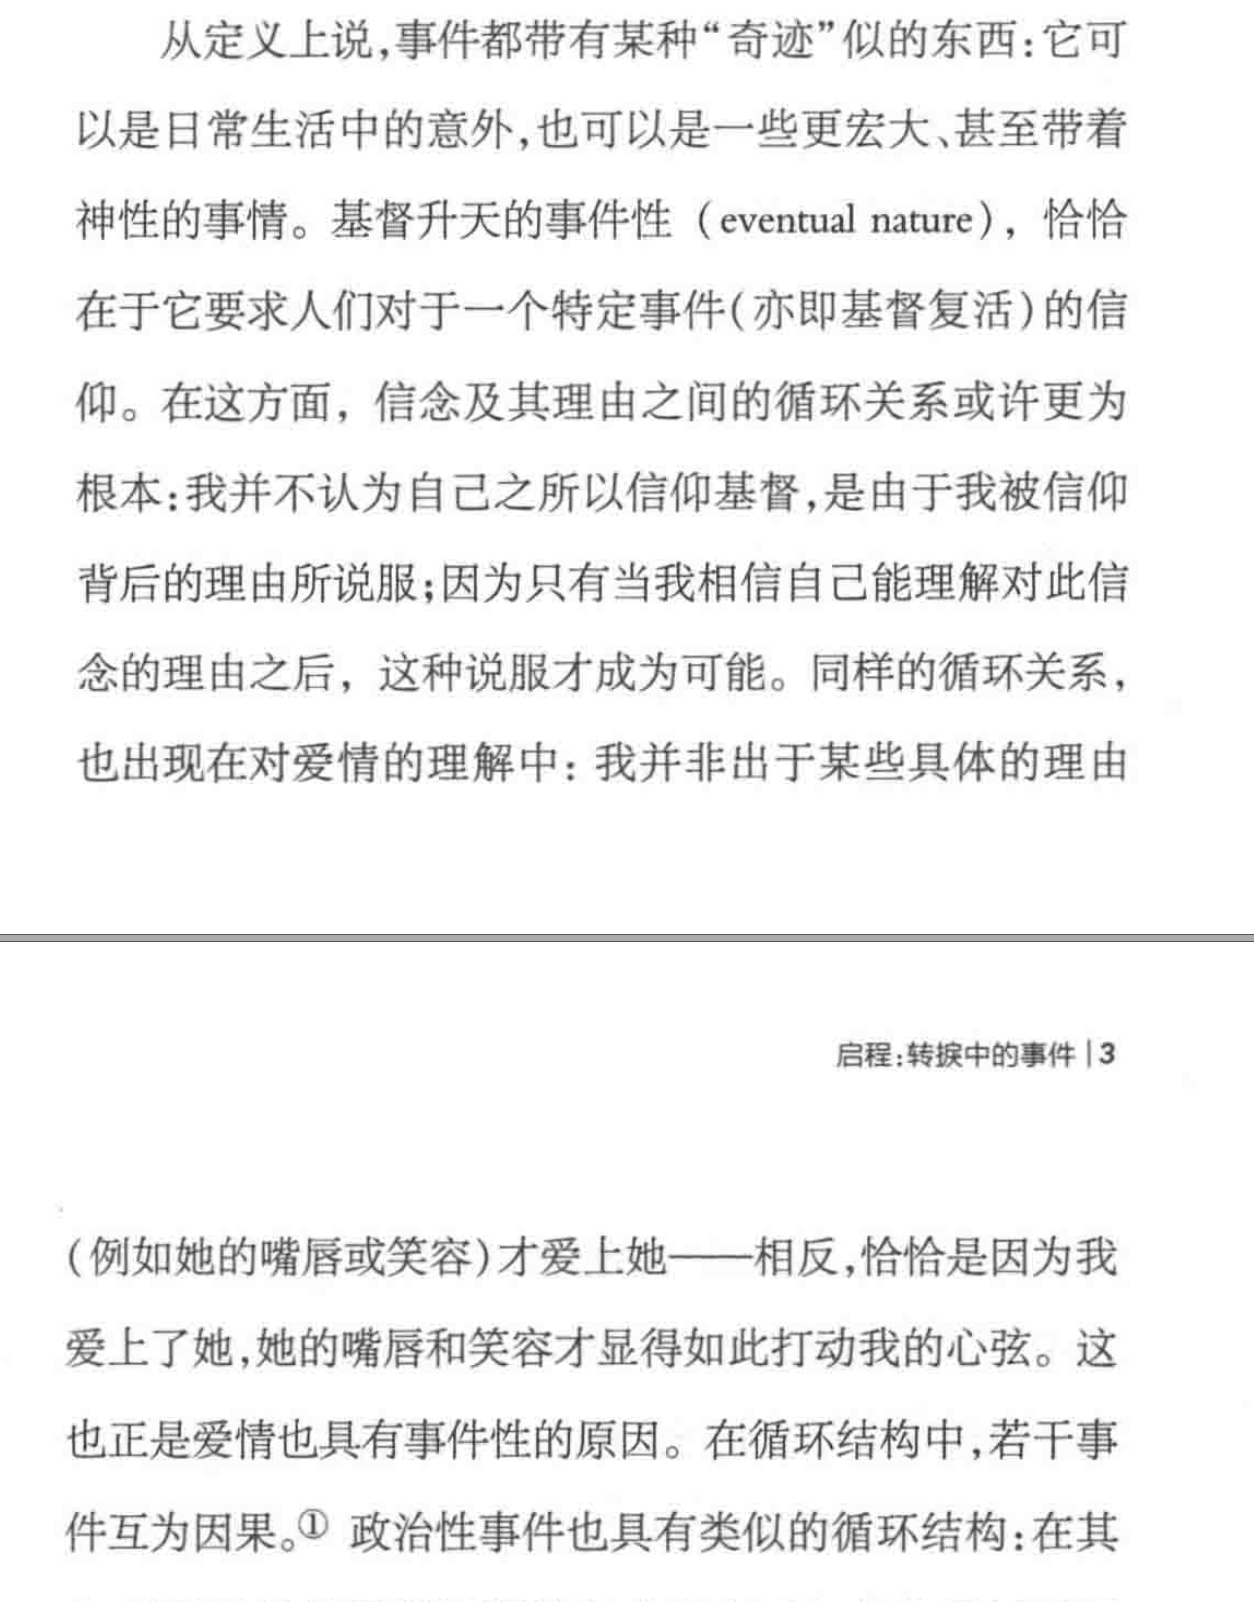 从定义上说,事件都带有某种“奇迹”似的东西:它可
以是日常生活中的意外,也可以是一些更宏大、甚至带着
神性的事情。基督升天的事件性（eventual nature），恰恰
在于它要求人们对于一个特定事件(亦即基督复活)的信
仰。在这方面，信念及其理由之间的循环关系或许更为
根本:我并不认为自己之所以信仰基督,是由于我被信仰
背后的理由所说服;因为只有当我相信自己能理解对此信
念的理由之后，这种说服才成为可能。同样的循环关系，
也出现在对爱情的理解中：我并非出于某些具体的理由
启程:转捩中的事件|3
(例如她的嘴唇或笑容)才爱上她——相反,恰恰是因为我
爱上了她,她的嘴唇和笑容才显得如此打动我的心弦。这
也正是爱情也具有事件性的原因。在循环结构中,若干事
件互为因果。① 政治性事件也具有类似的循环结构:在其